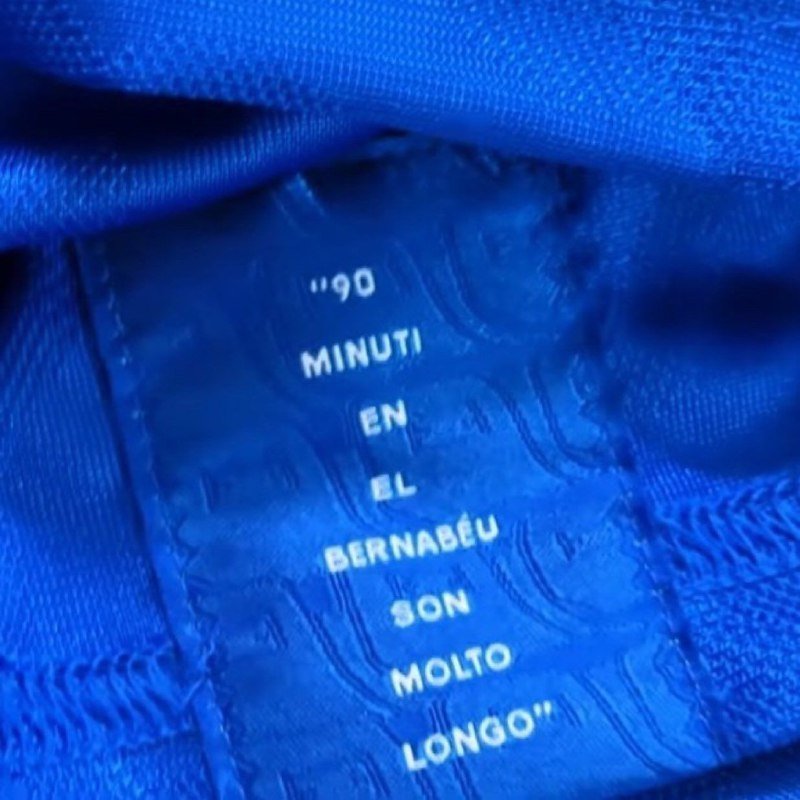 "90
MINUTI
EN
EL
BERNABÉU
SON
MOLTO
LONGO"